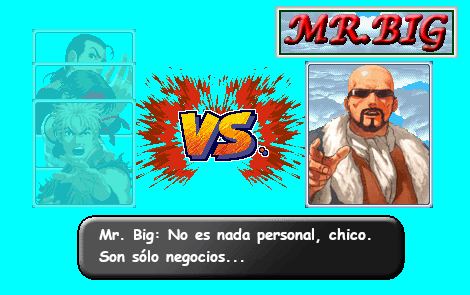 MR.BIG
VS.
Mr. Big: No es nada personal, chico.
Son sólo negocios...